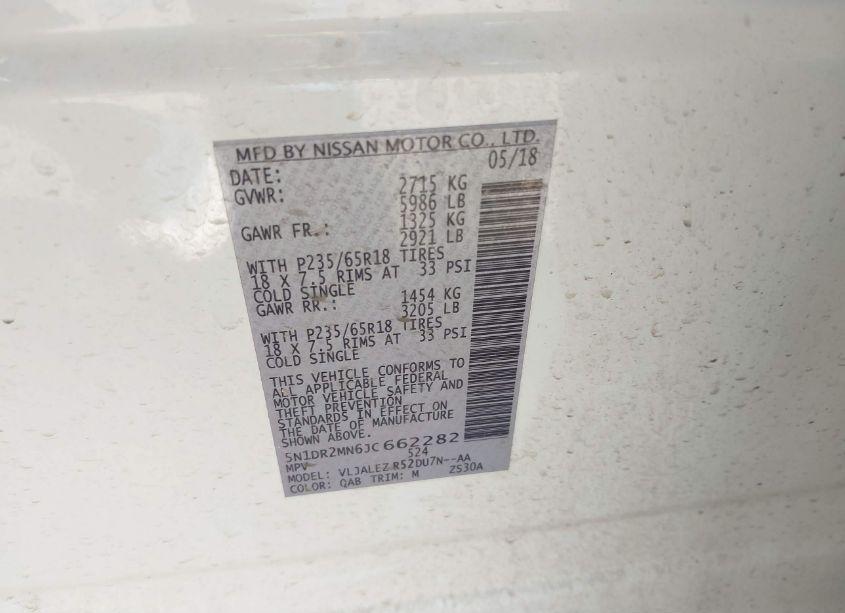 MFD BY NISSAN MOTOR CO., LTD.
DATE: 05/18
GVWR: 2715 KG
5986 LB
GAWR FR.: 1325 KG
2921 LB
WITH P235/65R18 TIRES
18 X 7.5 RIMS AT 33 PSI
COLD SINGLE
GAWR RR.: 1454 KG
3205 LB
WITH P235/65R18 TIRES
18 X 7.5 RIMS AT 33 PSI
COLD SINGLE
THIS VEHICLE CONFORMS TO
ALL APPLICABLE FEDERAL
MOTOR VEHICLE SAFETY AND
THEFT PREVENTION
STANDARDS IN EFFECT ON
THE DATE OF MANUFACTURE
SHOWN ABOVE.
5N1DR2MN6JC662282
MPV 524
MODEL: VLJALEZ R52DU7N--AA
COLOR: QAB TRIM: M ZS30A